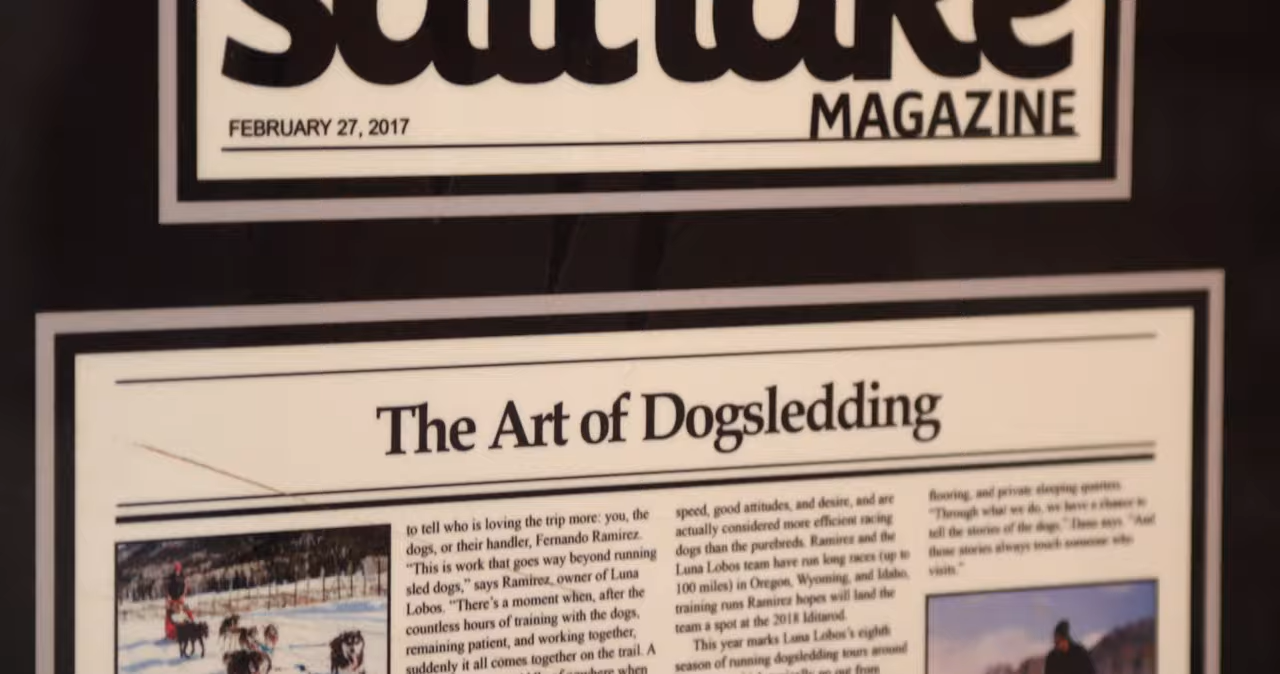 salt lake
MAGAZINE
FEBRUARY 27, 2017
The Art of Dogsledding
to tell who is loving the trip more: you, the
dogs, or their handler, Fernando Ramirez.
“This is work that goes way beyond running
sled dogs,” says Ramirez, owner of Luna
Lobos. “There’s a moment when, after the
countless hours of training with the dogs,
remaining patient, and working together,
suddenly it all comes together on the trail. A
of nowhere when
speed, good attitudes, and desire, and are
actually considered more efficient racing
dogs than the purebreds. Ramirez and the
Luna Lobos team have run long races (up to
100 miles) in Oregon, Wyoming, and Idaho,
training runs Ramirez hopes will land the
team a spot at the 2018 Iditarod.
This year marks Luna Lobos’s eighth
season of running dogsledding tours around
out from
flooring, and private sleeping quarters.
“Through what we do, we have a chance to
tell the stories of the dogs,” Dana says. “And
those stories always touch someone who
visits.”